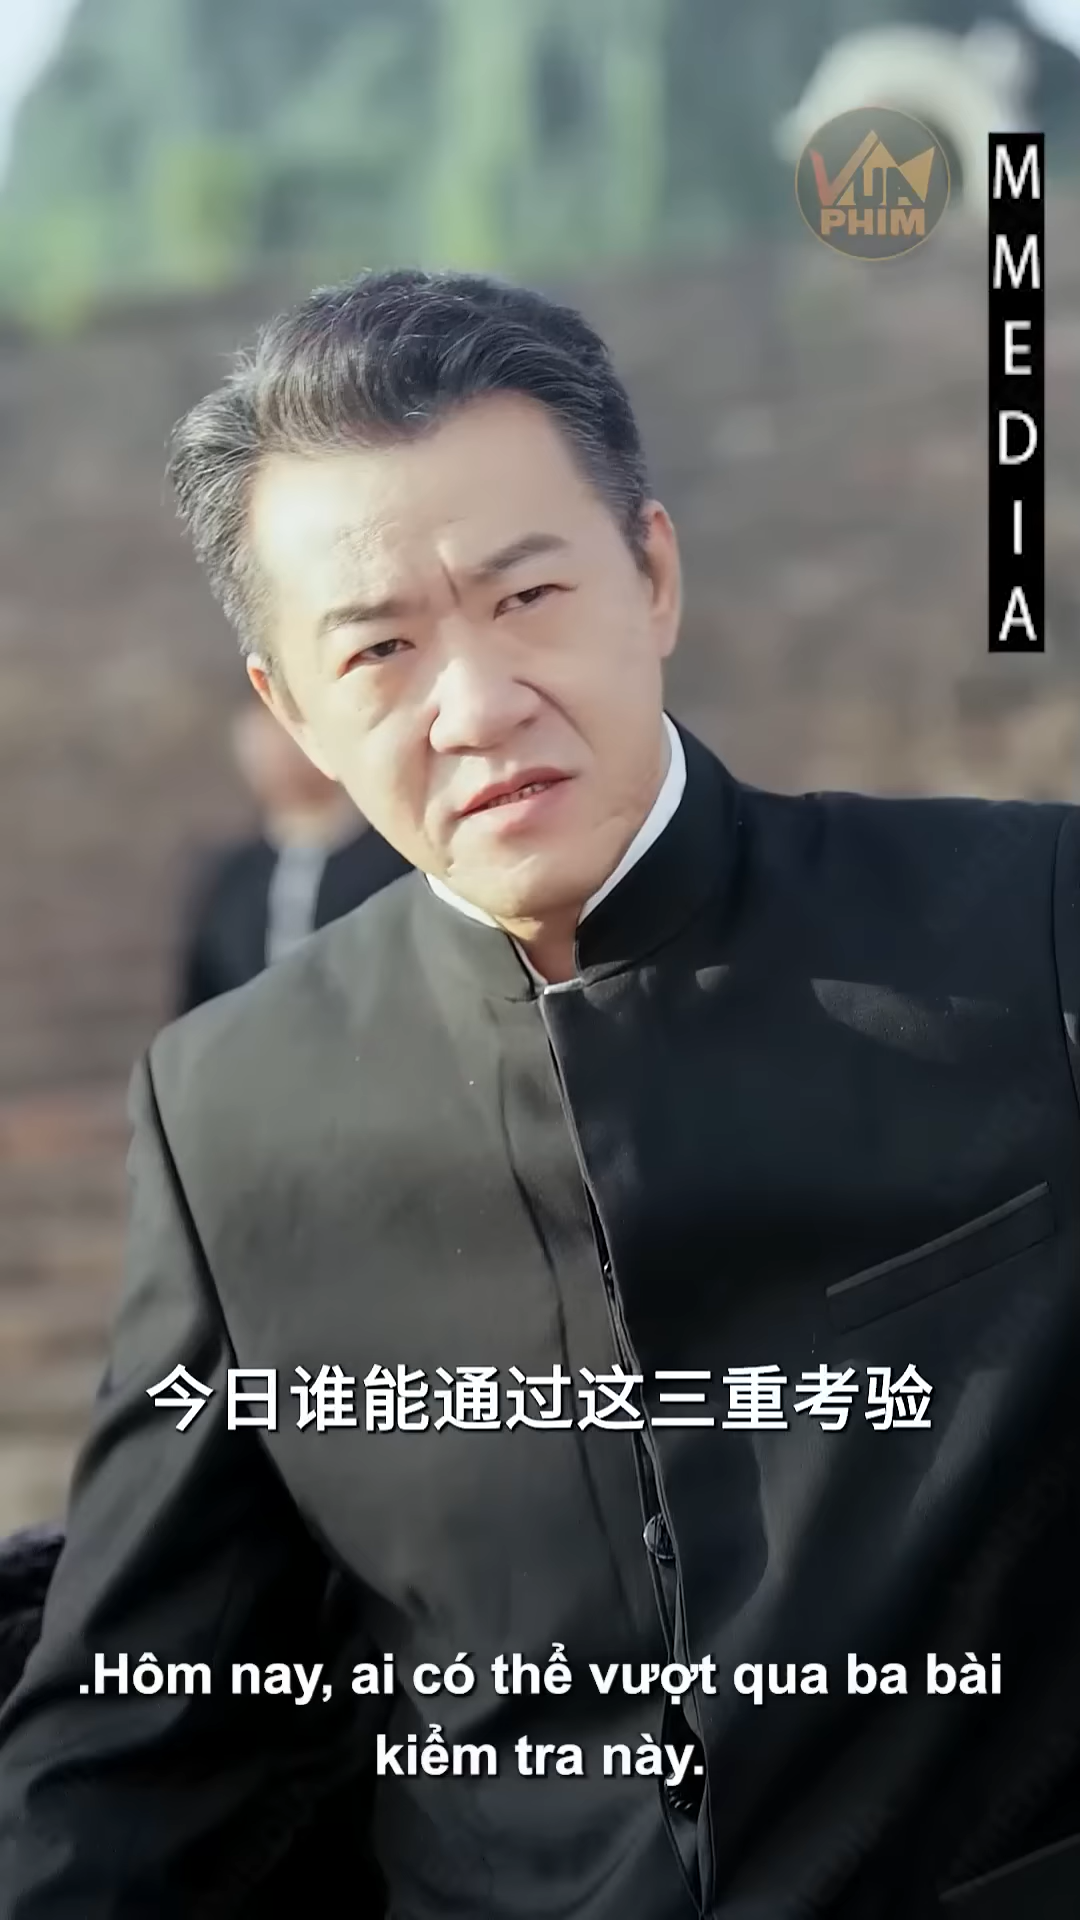 VUA
PHIM
MMEDIA
今日谁能通过这三重考验
.Hôm nay, ai có thể vượt qua ba bài
kiểm tra này.